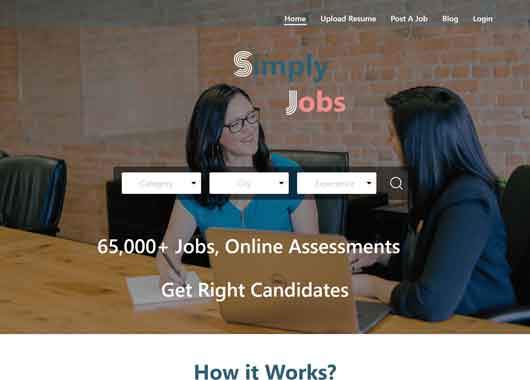 Home Upload Resume Post A Job Blog Login
Simply
Jobs
Category City Experience
65,000+ Jobs, Online Assessments
Get Right Candidates
How it Works?